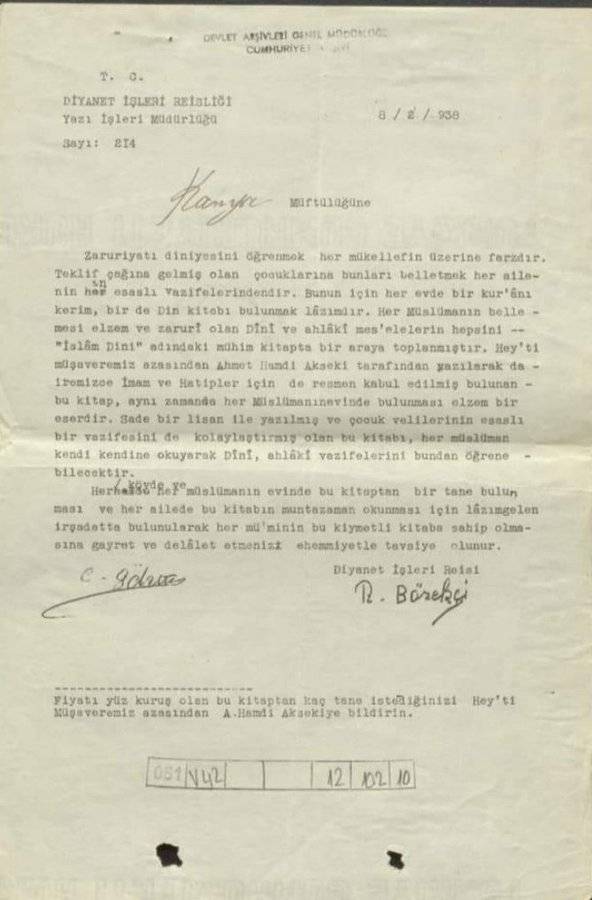 DEVLET ARŞİVLERİ GENEL MÜDÜRLÜĞÜ
CUMHURİYET ARŞİVİ
T. C.
DİYANET İŞLERİ REİSLİĞİ
Yazı İşleri Müdürlüğü
8 / 2 / 938
Sayı: 214
Konya Müftülüğüne
Zaruriyatı diniyesini öğrenmek her mükellefin üzerine farzdır.
Teklif çağına gelmiş olan çocuklarına bunları belletmek her aile-
nin en esaslı vazifelerindendir. Bunun için her evde bir kur'ânı
kerim, bir de Din kitabı bulunmak lâzımdır. Her Müslümanın belle -
mesi elzem ve zarurî olan Dînî ve ahlâkî mes'elelerin hepsini --
"İslâm Dini" adındaki mühim kitapta bir araya toplanmıştır. Hey'ti
müşaveremiz azasından Ahmet Hamdi Akseki tarafından yazılarak da -
iremizce İmam ve Hatipler için de resmen kabul edilmiş bulunan -
bu kitap, aynı zamanda her Müslümanınevinde bulunması elzem bir
eserdir. Sade bir lisan ile yazılmış ve çocuk velilerinin esaslı
bir vazifesini de kolaylaştırmış olan bu kitabı, her müslüman
kendi kendine okuyarak Dînî, ahlâkî vazifelerini bundan öğrene -
bilecektir.
Her köyde ve her müslümanın evinde bu kitaptan bir tane bulun
ması ve her ailede bu kitabın muntazaman okunması için lâzımgelen
irşadatta bulunularak her mü'minin bu kiymetli kitaba sahip olma-
sına gayret ve delâlet etmenizi ehemmiyetle tavsiye olunur.
Diyanet İşleri Reisi
R. Börekçi
Fiyatı yüz kuruş olan bu kitaptan kaç tane istediğinizi Hey'ti
Müşaveremiz azasından A.Hamdi Aksekiye bildirin.
051 V42 12 102 10